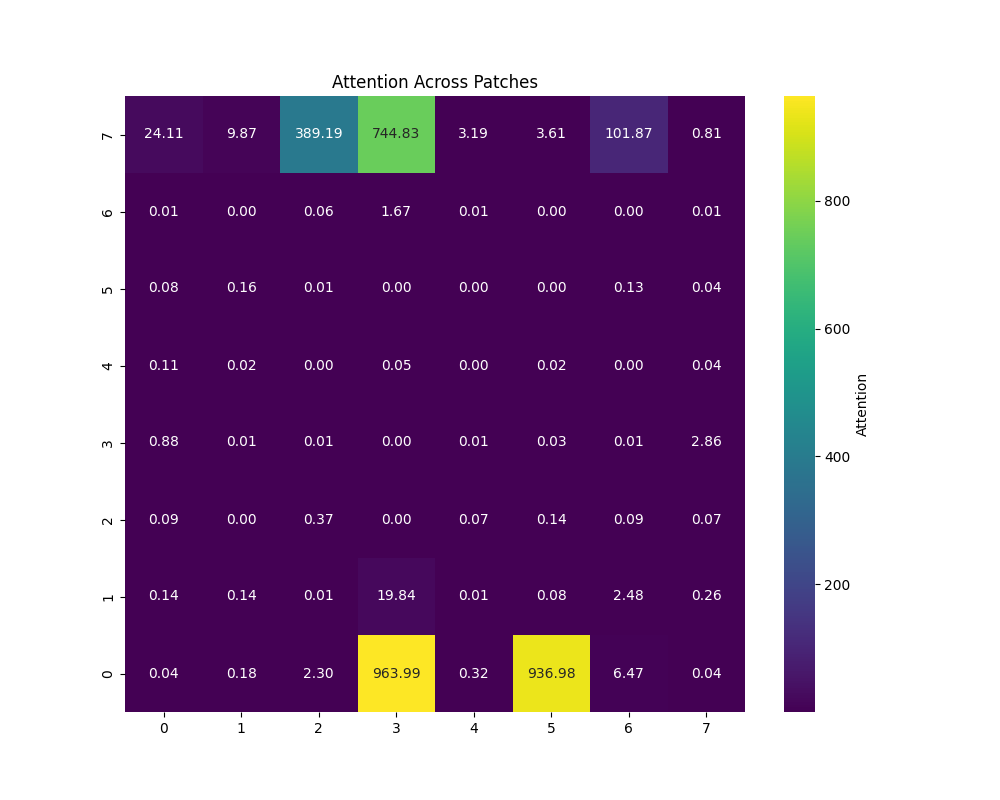 Attention Across Patches
7 24.11 9.87 389.19 744.83 3.19 3.61 101.87 0.81
6 0.01 0.00 0.06 1.67 0.01 0.00 0.00 0.01
5 0.08 0.16 0.01 0.00 0.00 0.00 0.13 0.04
4 0.11 0.02 0.00 0.05 0.00 0.02 0.00 0.04
3 0.88 0.01 0.01 0.00 0.01 0.03 0.01 2.86
2 0.09 0.00 0.37 0.00 0.07 0.14 0.09 0.07
1 0.14 0.14 0.01 19.84 0.01 0.08 2.48 0.26
0 0.04 0.18 2.30 963.99 0.32 936.98 6.47 0.04
0 1 2 3 4 5 6 7
800
600
400
200
Attention